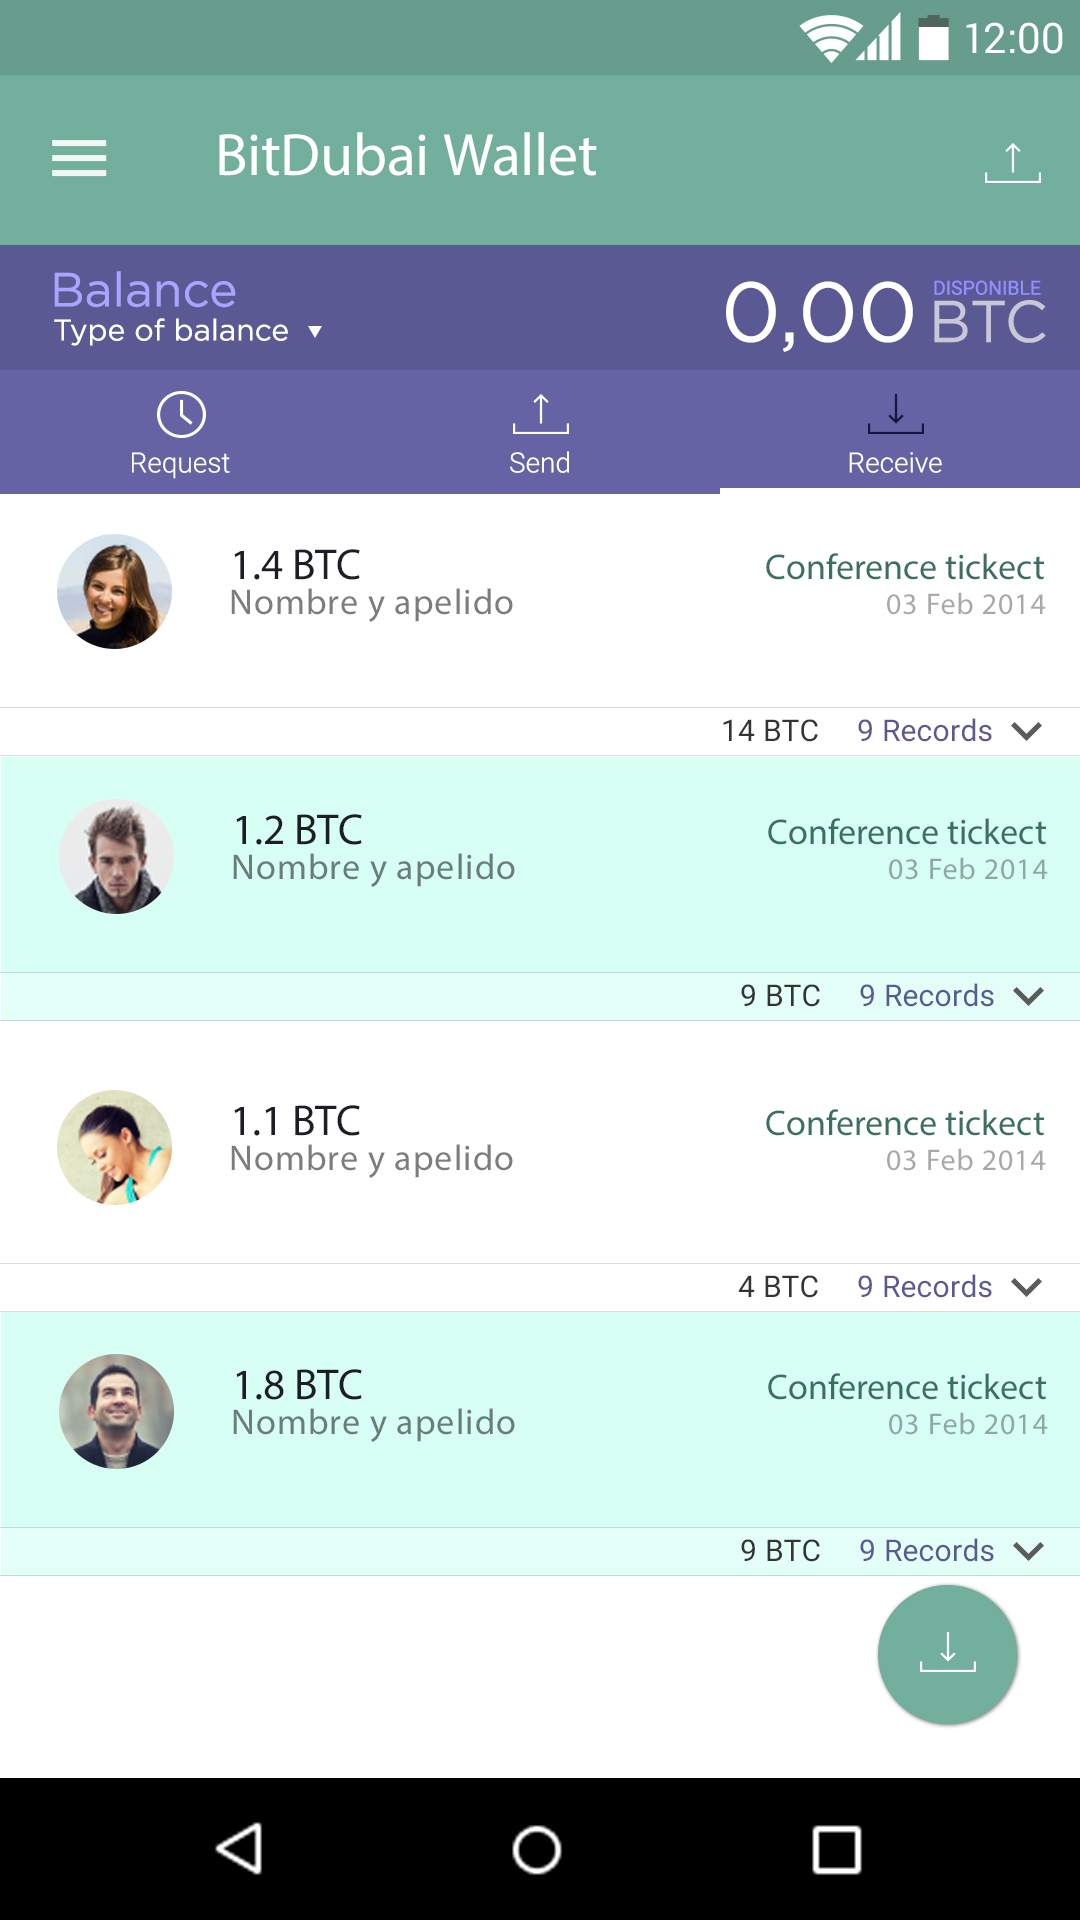 12:00
BitDubai Wallet
Balance
Type of balance
0,00
DISPONIBLE
BTC
Request
Send
Receive
1.4 BTC
Conference tickect
Nombre y apelido
03 Feb 2014
14 BTC 9 Records
1.2 BTC
Conference tickect
Nombre y apelido
03 Feb 2014
9 BTC 9 Records
1.1 BTC
Conference tickect
Nombre y apelido
03 Feb 2014
4 BTC 9 Records
1.8 BTC
Conference tickect
Nombre y apelido
03 Feb 2014
9 BTC 9 Records